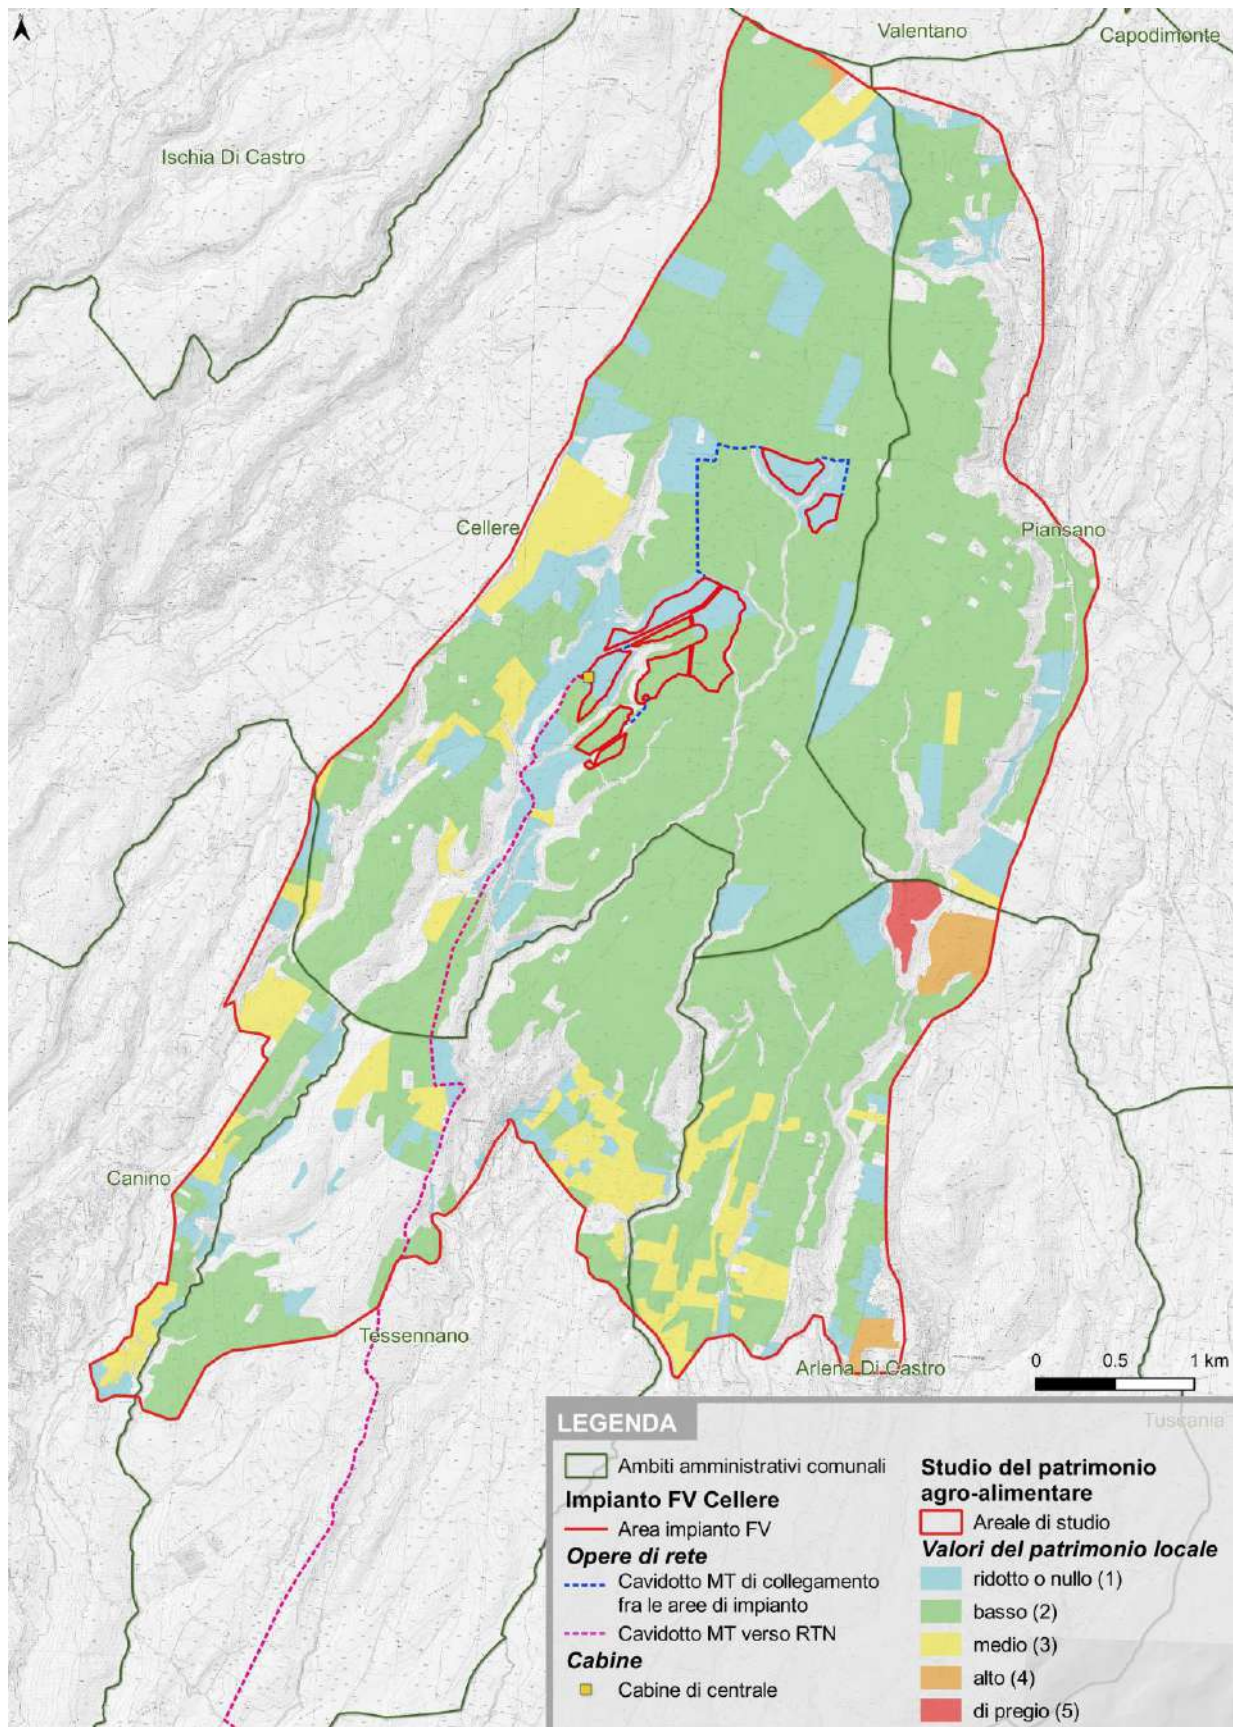 N
Valentano
Capodimonte
Ischia Di Castro
Cellere
Piansano
Canino
Tessennano
Arlena Di Castro
0 0.5 1 km
Tuscania
LEGENDA
Ambiti amministrativi comunali
Impianto FV Cellere
Area impianto FV
Opere di rete
Cavidotto MT di collegamento
fra le aree di impianto
Cavidotto MT verso RTN
Cabine
Cabine di centrale
Studio del patrimonio
agro-alimentare
Areale di studio
Valori del patrimonio locale
ridotto o nullo (1)
basso (2)
medio (3)
alto (4)
di pregio (5)